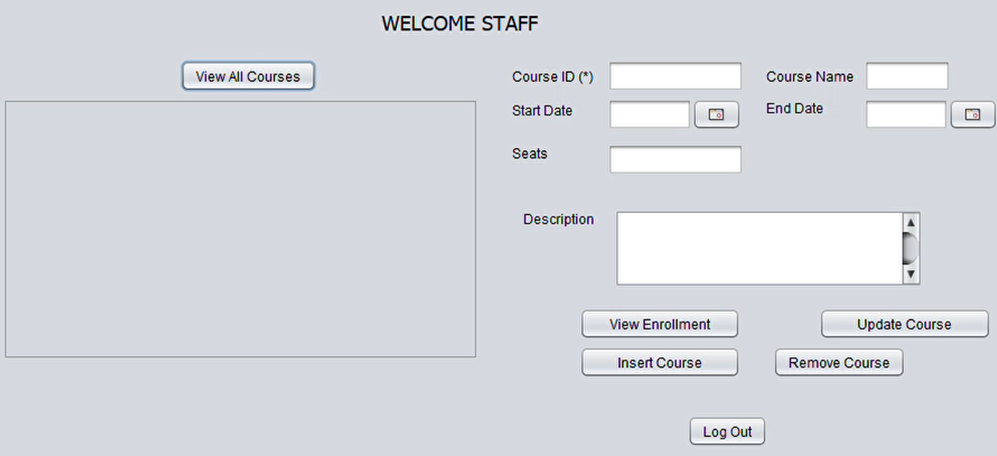 WELCOME STAFF
View All Courses
Course ID (*)
Course Name
Start Date
End Date
Seats
Description
View Enrollment
Update Course
Insert Course
Remove Course
Log Out